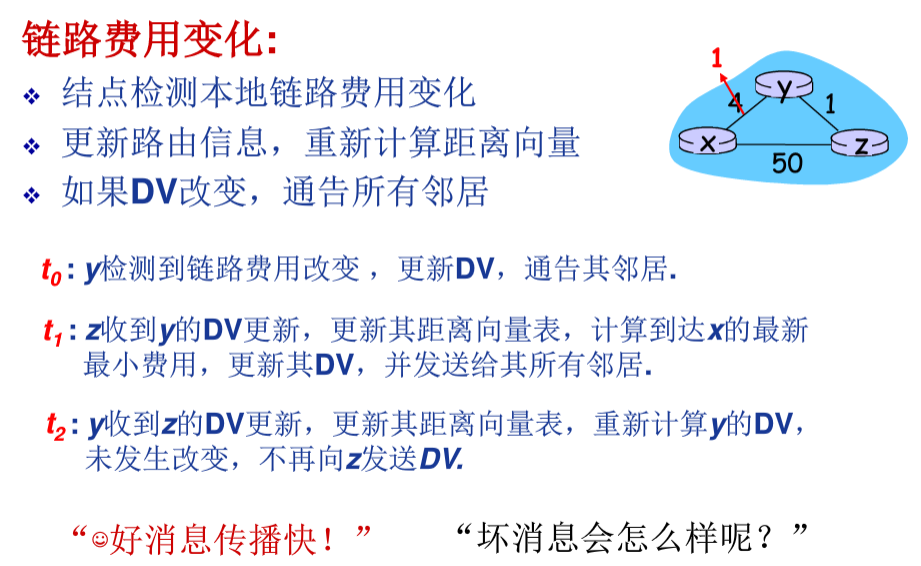 链路费用变化:
❖ 结点检测本地链路费用变化
❖ 更新路由信息，重新计算距离向量
❖ 如果DV改变，通告所有邻居
1
4
y
1
x
z
50
t0 : y检测到链路费用改变 ，更新DV，通告其邻居.
t1 : z收到y的DV更新，更新其距离向量表，计算到达x的最新
最小费用，更新其DV，并发送给其所有邻居.
t2 : y收到z的DV更新，更新其距离向量表，重新计算y的DV，
未发生改变，不再向z发送DV.
“☺好消息传播快！”
“坏消息会怎么样呢？”